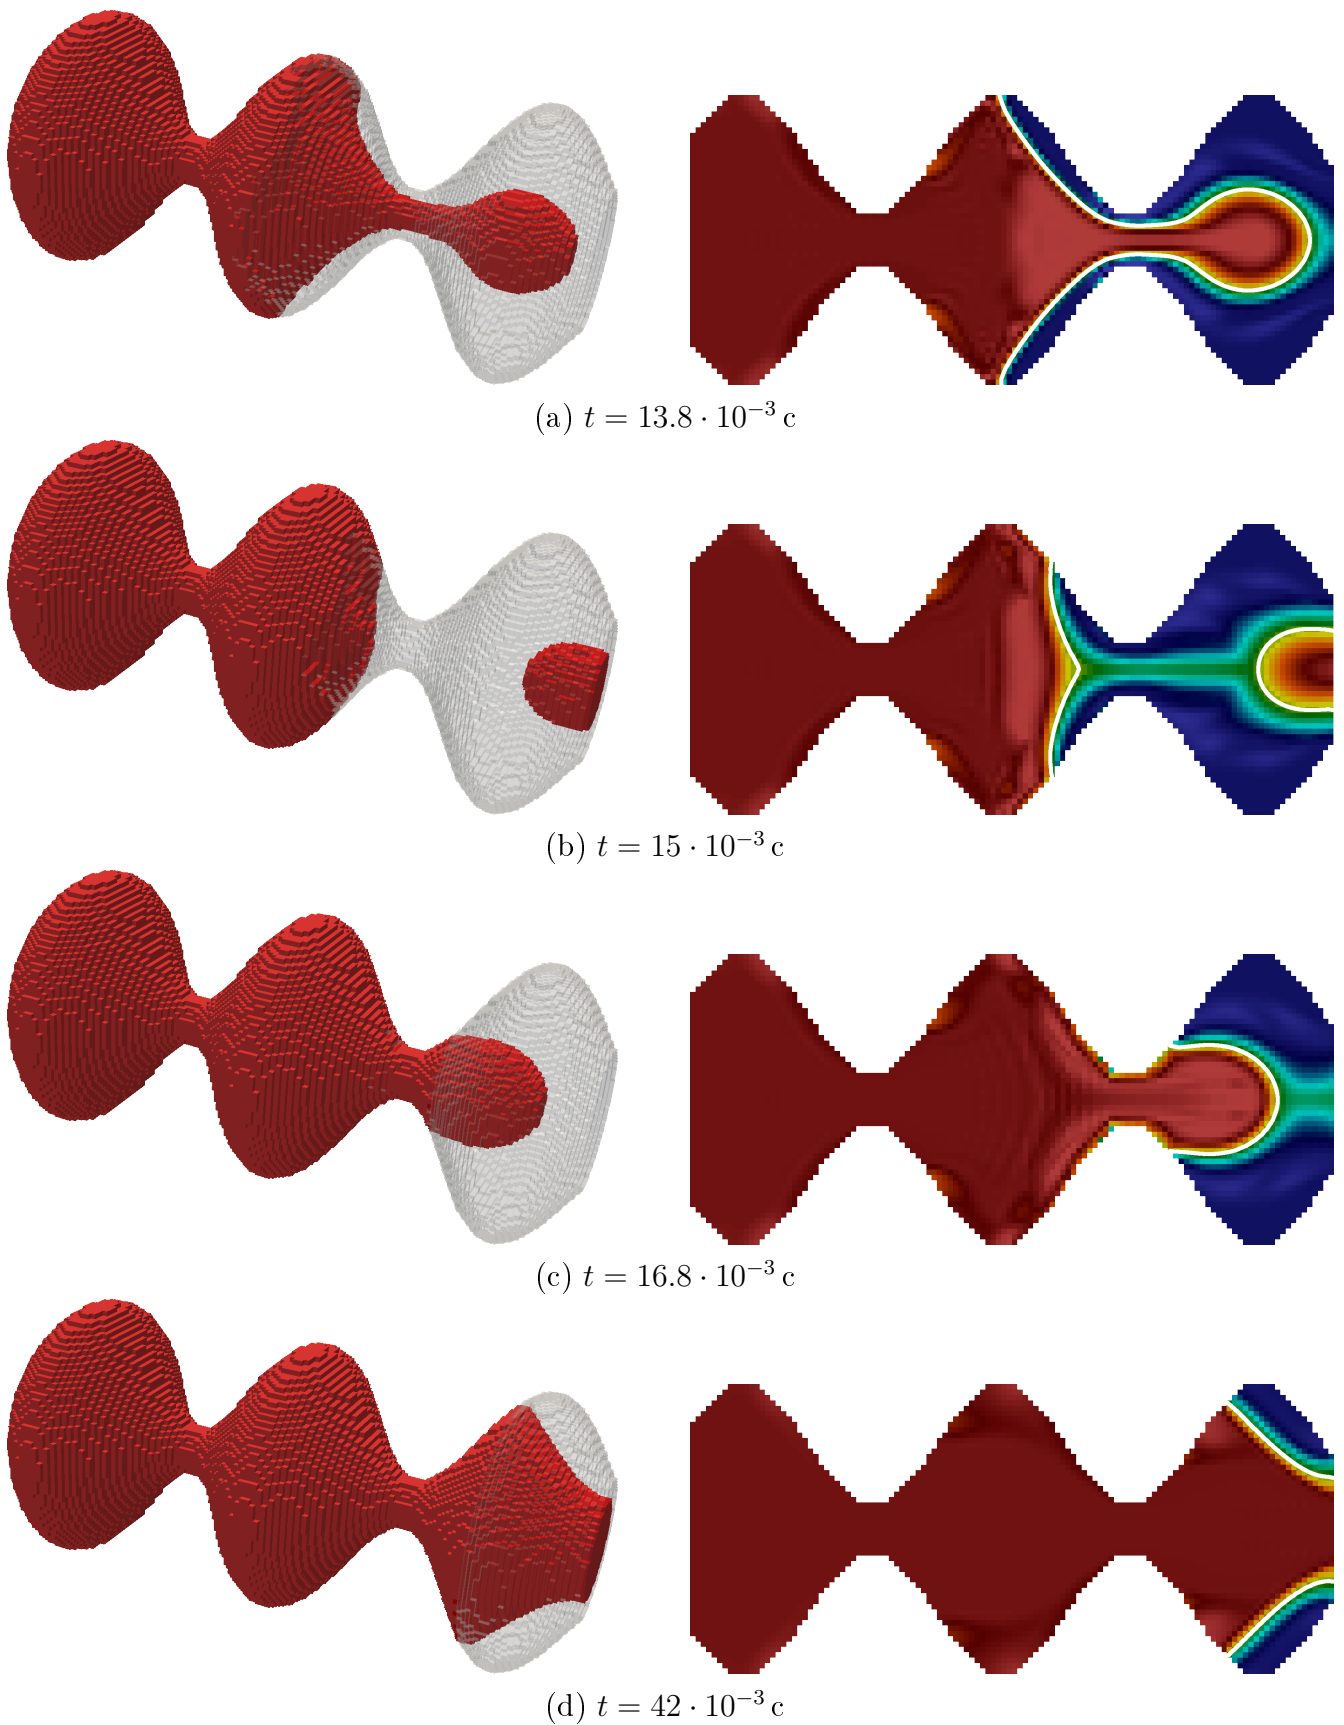 (a) t = 13.8 · 10⁻³ с
(b) t = 15 · 10⁻³ с
(c) t = 16.8 · 10⁻³ с
(d) t = 42 · 10⁻³ с